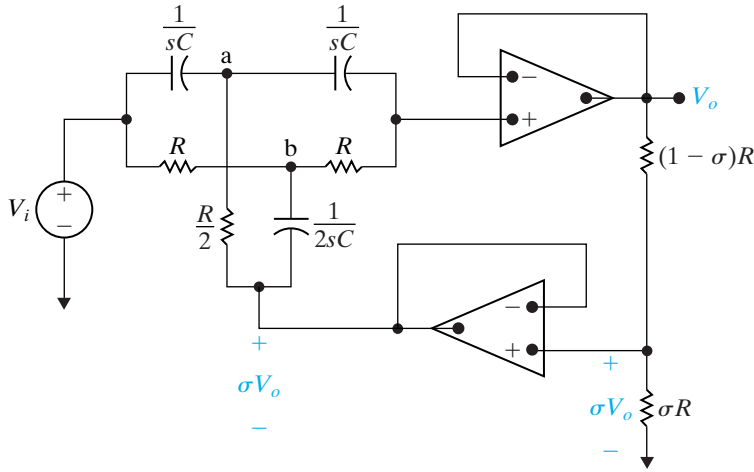 1/sC
a
1/sC
−
+
V_o
R
b
R
(1 − σ)R
V_i
+
−
R/2
1/2sC
−
+
+
σV_o
−
+
σV_o
−
σR